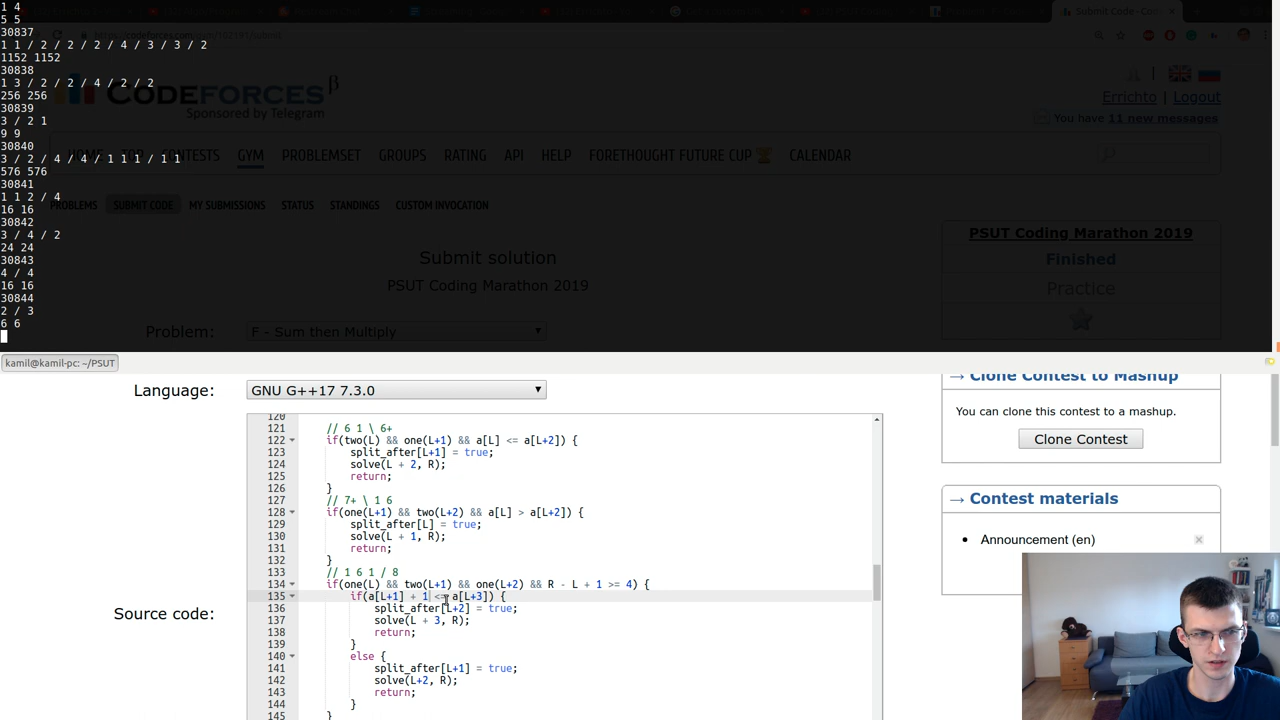 1 4
5 5
30837
1 1 / 2 / 2 / 2 / 4 / 3 / 3 / 2
1152 1152
30838
1 3 / 2 / 2 / 4 / 2 / 2
256 256
30839
3 / 2 1
9 9
30840
3 / 2 / 4 / 4 / 1 1 1 / 1 1
576 576
30841
1 1 2 / 4
16 16
30842
3 / 4 / 2
24 24
30843
4 / 4
16 16
30844
2 / 3
6 6
Submit Code - Co
CODEFORCES β
Sponsored by Telegram
Errichto | Logout
You have 11 new messages
HOME TOP CONTESTS GYM PROBLEMSET GROUPS RATING API HELP FORETHOUGHT FUTURE CUP CALENDAR
PROBLEMS SUBMIT CODE MY SUBMISSIONS STATUS STANDINGS CUSTOM INVOCATION
Submit solution
PSUT Coding Marathon 2019
Problem: F - Sum then Multiply
PSUT Coding Marathon 2019
Finished
Practice
kamil@kamil-pc: ~/PSUT
Language: GNU G++17 7.3.0
Source code:
120
121 // 6 1 \ 6+
122 if(two(L) && one(L+1) && a[L] <= a[L+2]) {
123 split_after[L+1] = true;
124 solve(L + 2, R);
125 return;
126 }
127 // 7+ \ 1 6
128 if(one(L+1) && two(L+2) && a[L] > a[L+2]) {
129 split_after[L] = true;
130 solve(L + 1, R);
131 return;
132 }
133 // 1 6 1 / 8
134 if(one(L) && two(L+1) && one(L+2) && R - L + 1 >= 4) {
135 if(a[L+1] + 1 <= a[L+3]) {
136 split_after[L+2] = true;
137 solve(L + 3, R);
138 return;
139 }
140 else {
141 split_after[L+1] = true;
142 solve(L+2, R);
143 return;
144 }
145 }
→ Clone Contest to Mashup
You can clone this contest to a mashup.
Clone Contest
→ Contest materials
Announcement (en)